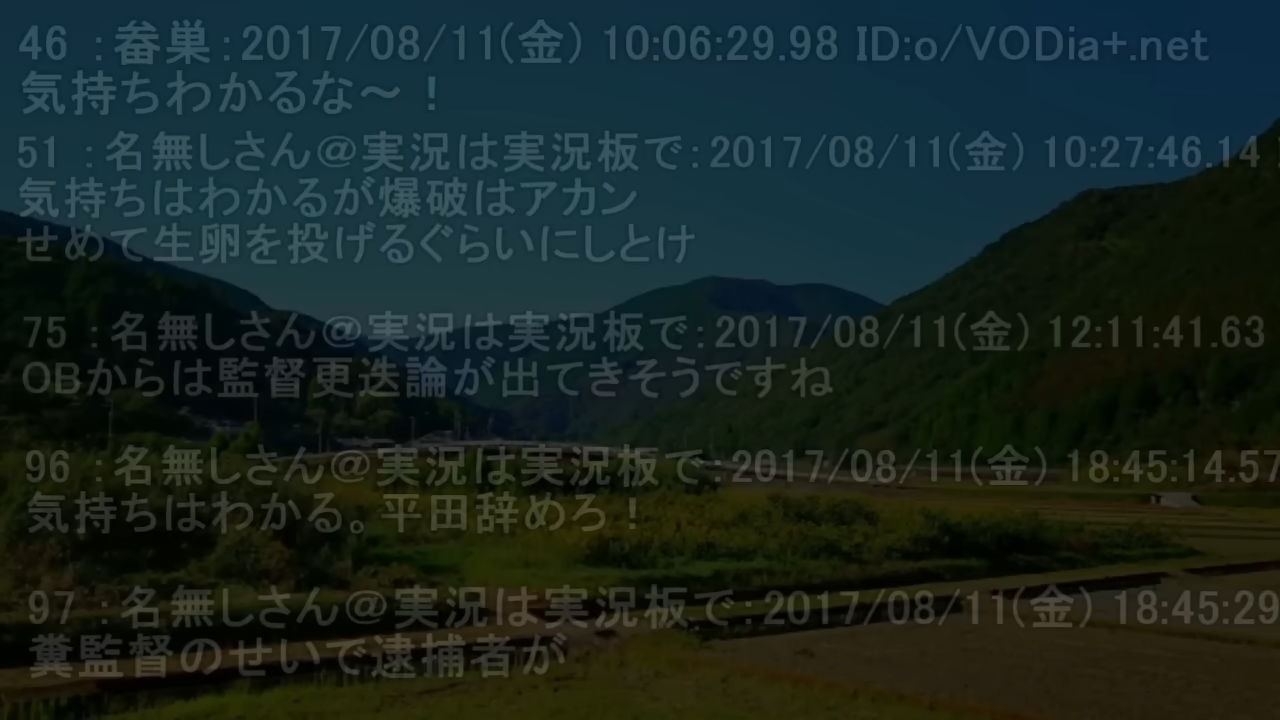 46 ：番巣：2017/08/11(金) 10:06:29.98 ID:o/VODia+.net
気持ちわかるな～！
51 ：名無しさん＠実況は実況板で：2017/08/11(金) 10:27:46.14
気持ちはわかるが爆破はアカン
せめて生卵を投げるぐらいにしとけ
75 ：名無しさん＠実況は実況板で：2017/08/11(金) 12:11:41.63
OBからは監督更迭論が出てきそうですね
96 ：名無しさん＠実況は実況板で：2017/08/11(金) 18:45:14.57
気持ちはわかる。平田辞めろ！
97 ：名無しさん＠実況は実況板で：2017/08/11(金) 18:45:29
糞監督のせいで逮捕者が